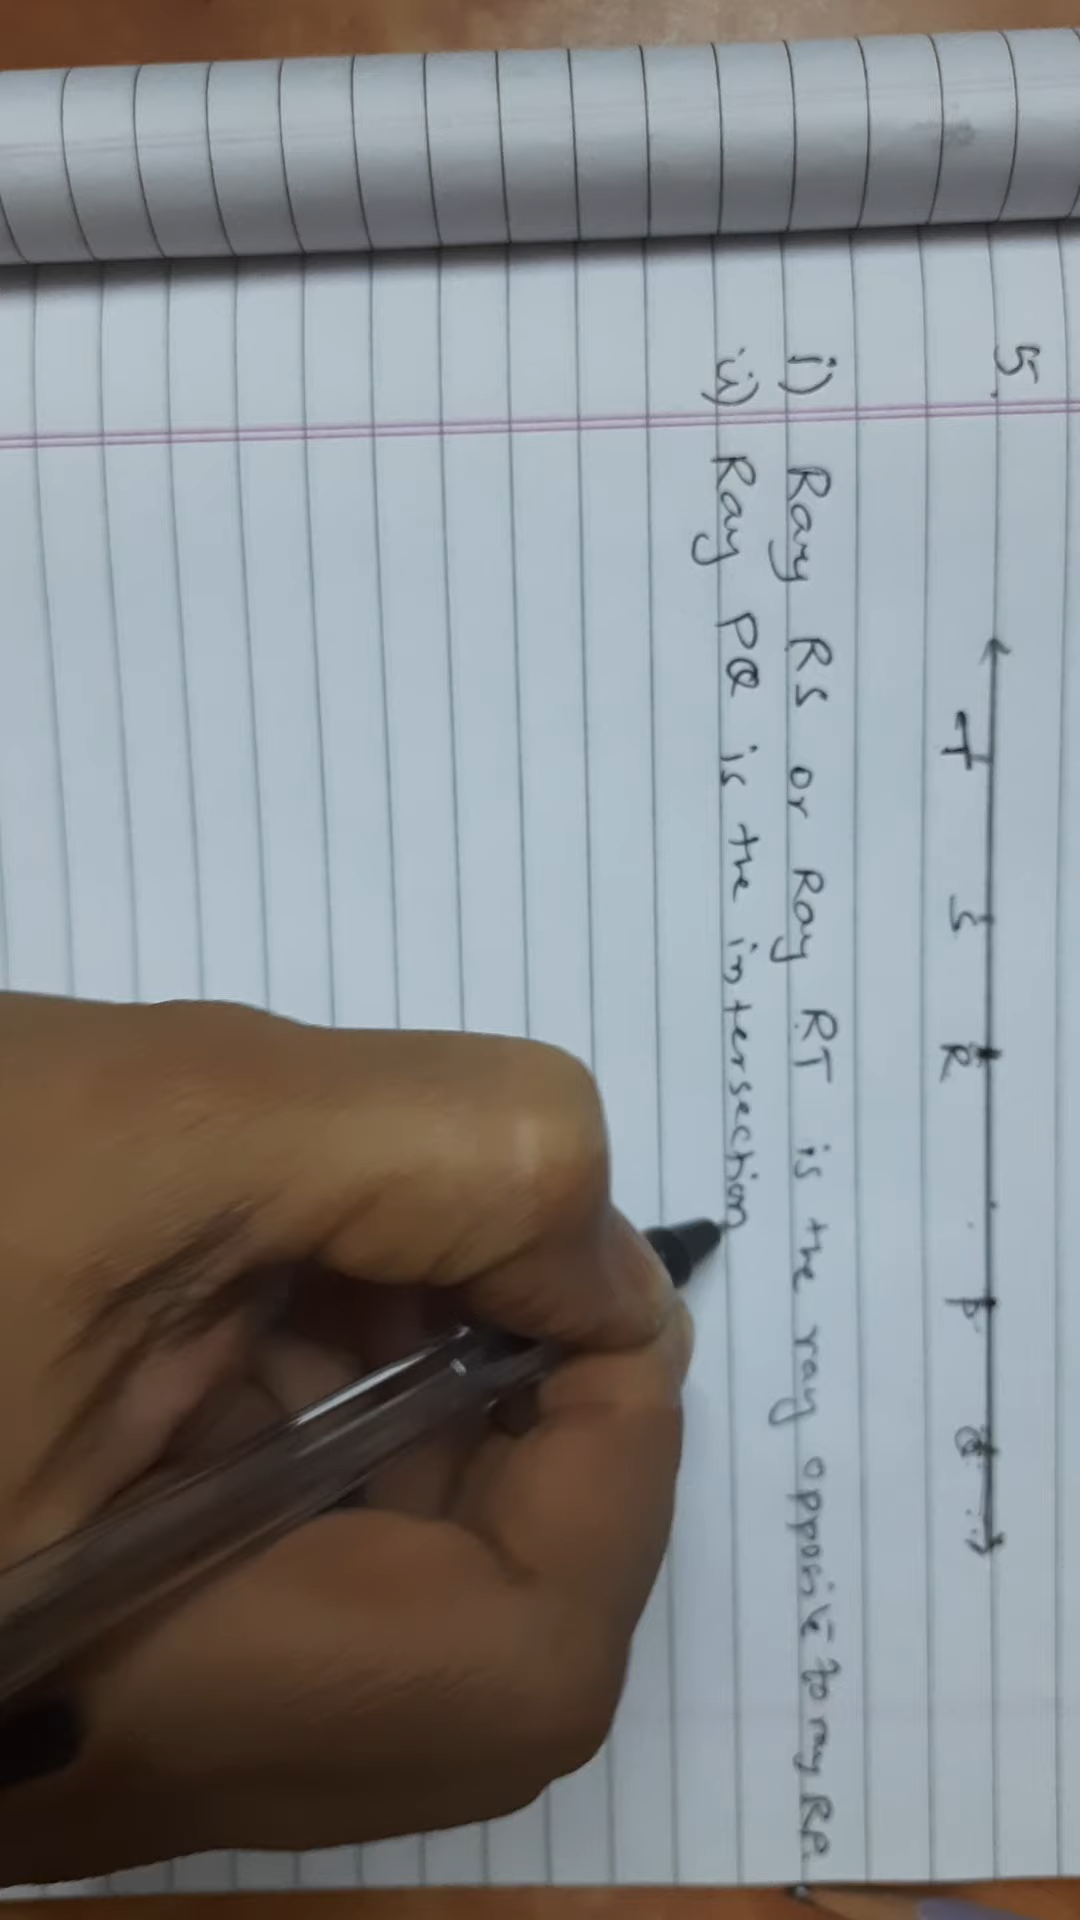 5.
T S R P Q
i) Ray RS or Ray RT is the ray opposite to ray RP.
ii) Ray PQ is the intersection